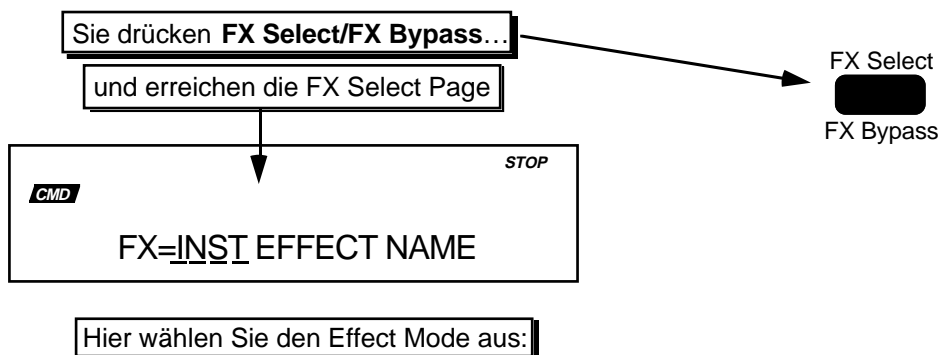 Sie drücken FX Select/FX Bypass…
und erreichen die FX Select Page
FX Select
FX Bypass
STOP
CMD
FX=INST EFFECT NAME
Hier wählen Sie den Effect Mode aus: